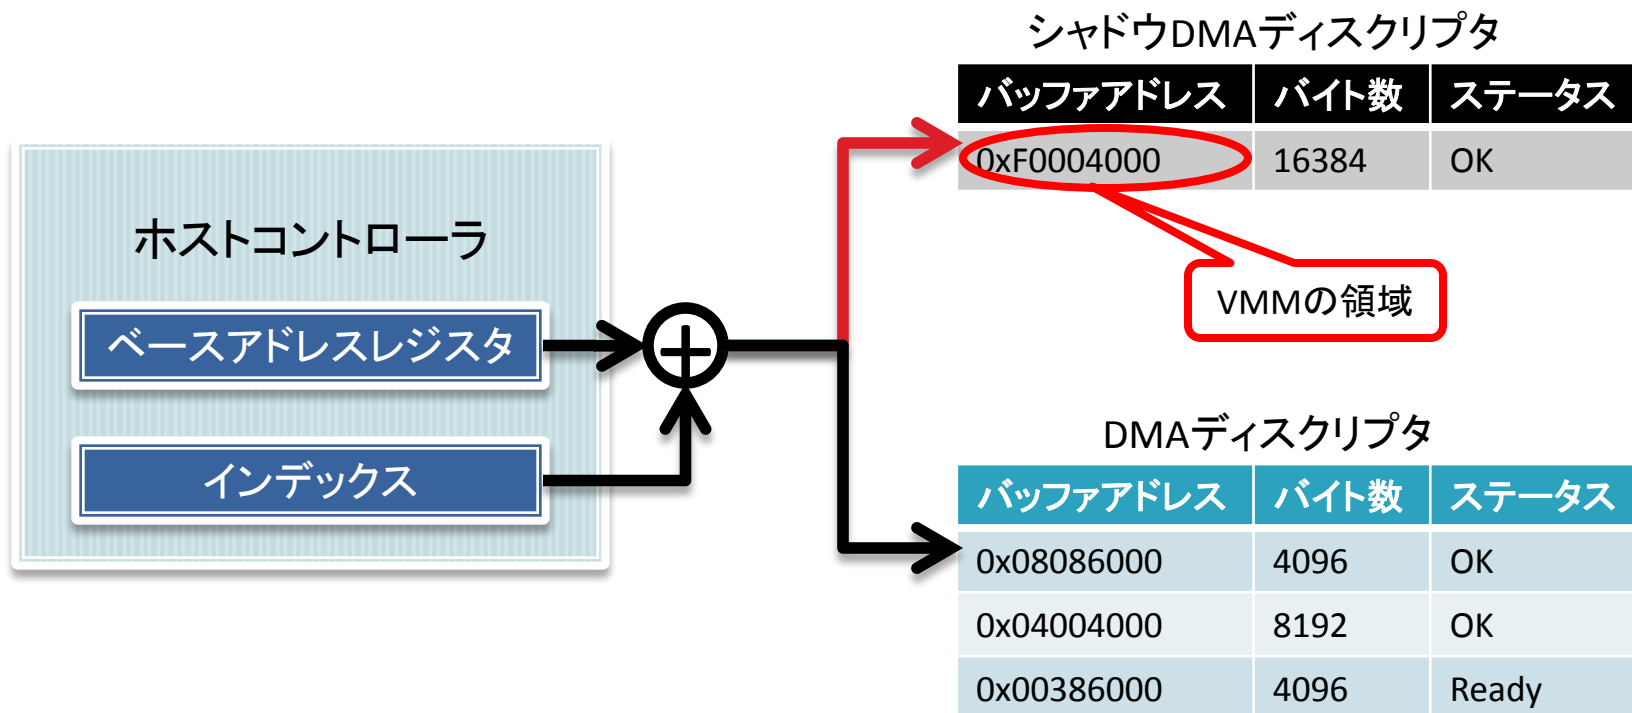 シャドウDMAディスクリプタ
バッファアドレス バイト数 ステータス
0xF0004000 16384 OK
VMMの領域
ホストコントローラ
ベースアドレスレジスタ
インデックス
DMAディスクリプタ
バッファアドレス バイト数 ステータス
0x08086000 4096 OK
0x04004000 8192 OK
0x00386000 4096 Ready